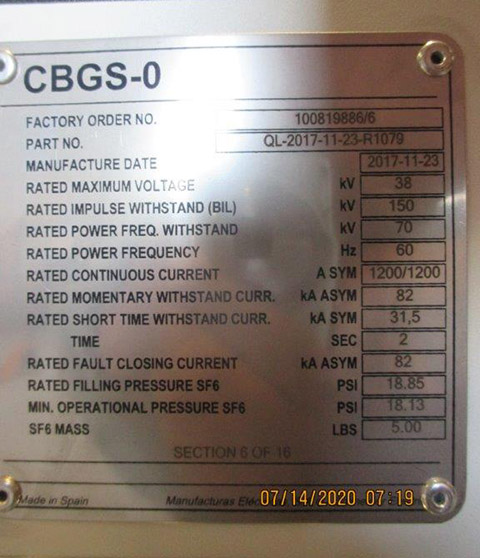 CBGS-0
FACTORY ORDER NO. 100819886/6
PART NO. QL-2017-11-23-R1079
MANUFACTURE DATE 2017-11-23
RATED MAXIMUM VOLTAGE kV 38
RATED IMPULSE WITHSTAND (BIL) kV 150
RATED POWER FREQ. WITHSTAND kV 70
RATED POWER FREQUENCY Hz 60
RATED CONTINUOUS CURRENT A SYM 1200/1200
RATED MOMENTARY WITHSTAND CURR. kA ASYM 82
RATED SHORT TIME WITHSTAND CURR. kA SYM 31,5
TIME SEC 2
RATED FAULT CLOSING CURRENT kA ASYM 82
RATED FILLING PRESSURE SF6 PSI 18.85
MIN. OPERATIONAL PRESSURE SF6 PSI 18.13
SF6 MASS LBS 5.00
SECTION 6 OF 16
Made in Spain Manufacturas
07/14/2020 07:19